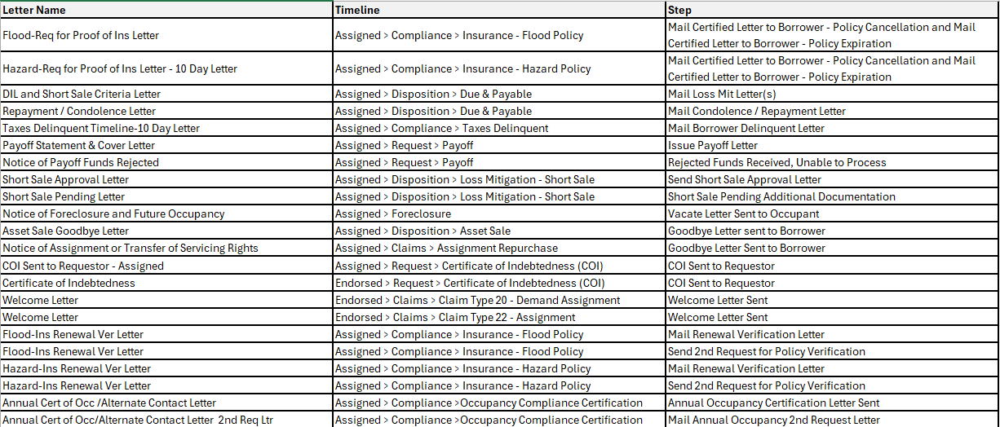 Letter Name Timeline Step
Flood-Req for Proof of Ins Letter Assigned > Compliance > Insurance - Flood Policy Mail Certified Letter to Borrower - Policy Cancellation and Mail
Certified Letter to Borrower - Policy Expiration
Hazard-Req for Proof of Ins Letter - 10 Day Letter Assigned > Compliance > Insurance - Hazard Policy Mail Certified Letter to Borrower - Policy Cancellation and Mail
Certified Letter to Borrower - Policy Expiration
DIL and Short Sale Criteria Letter Assigned > Disposition > Due & Payable Mail Loss Mit Letter(s)
Repayment / Condolence Letter Assigned > Disposition > Due & Payable Mail Condolence / Repayment Letter
Taxes Delinquent Timeline-10 Day Letter Assigned > Compliance > Taxes Delinquent Mail Borrower Delinquent Letter
Payoff Statement & Cover Letter Assigned > Request > Payoff Issue Payoff Letter
Notice of Payoff Funds Rejected Assigned > Request > Payoff Rejected Funds Received, Unable to Process
Short Sale Approval Letter Assigned > Disposition > Loss Mitigation - Short Sale Send Short Sale Approval Letter
Short Sale Pending Letter Assigned > Disposition > Loss Mitigation - Short Sale Short Sale Pending Additional Documentation
Notice of Foreclosure and Future Occupancy Assigned > Foreclosure Vacate Letter Sent to Occupant
Asset Sale Goodbye Letter Assigned > Disposition > Asset Sale Goodbye Letter sent to Borrower
Notice of Assignment or Transfer of Servicing Rights Assigned > Claims > Assignment Repurchase Goodbye Letter Sent to Borrower
COI Sent to Requestor - Assigned Assigned > Request > Certificate of Indebtedness (COI) COI Sent to Requestor
Certificate of Indebtedness Endorsed > Request > Certificate of Indebtedness (COI) COI Sent to Requestor
Welcome Letter Endorsed > Claims > Claim Type 20 - Demand Assignment Welcome Letter Sent
Welcome Letter Endorsed > Claims > Claim Type 22 - Assignment Welcome Letter Sent
Flood-Ins Renewal Ver Letter Assigned > Compliance > Insurance - Flood Policy Mail Renewal Verification Letter
Flood-Ins Renewal Ver Letter Assigned > Compliance > Insurance - Flood Policy Send 2nd Request for Policy Verification
Hazard-Ins Renewal Ver Letter Assigned > Compliance > Insurance - Hazard Policy Mail Renewal Verification Letter
Hazard-Ins Renewal Ver Letter Assigned > Compliance > Insurance - Hazard Policy Send 2nd Request for Policy Verification
Annual Cert of Occ /Alternate Contact Letter Assigned > Compliance >Occupancy Compliance Certification Annual Occupancy Certification Letter Sent
Annual Cert of Occ/Alternate Contact Letter 2nd Req Ltr Assigned > Compliance >Occupancy Compliance Certification Mail Annual Occupancy 2nd Request Letter